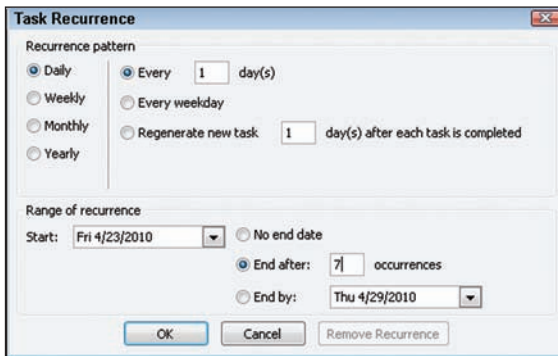 Task Recurrence
Recurrence pattern
Daily
Weekly
Monthly
Yearly
Every 1 day(s)
Every weekday
Regenerate new task 1 day(s) after each task is completed
Range of recurrence
Start: Fri 4/23/2010
No end date
End after: 7 occurrences
End by: Thu 4/29/2010
OK Cancel Remove Recurrence